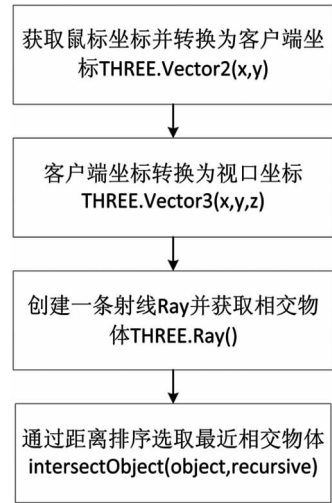 获取鼠标坐标并转换为客户端坐
标THREE.Vector2(x,y)
客户端坐标转换为视口坐标
THREE.Vector3(x,y,z)
创建一条射线Ray并获取相交物
体THREE.Ray()
通过距离排序选取最近相交物体
intersectObject(object,recursive)